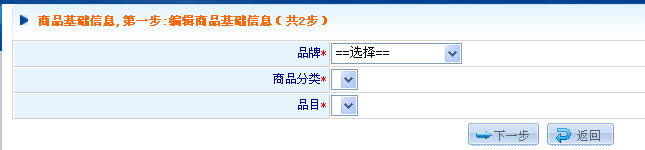 商品基础信息,第一步:编辑商品基础信息（共2步）
品牌* ==选择==
商品分类*
品目*
下一步 返回